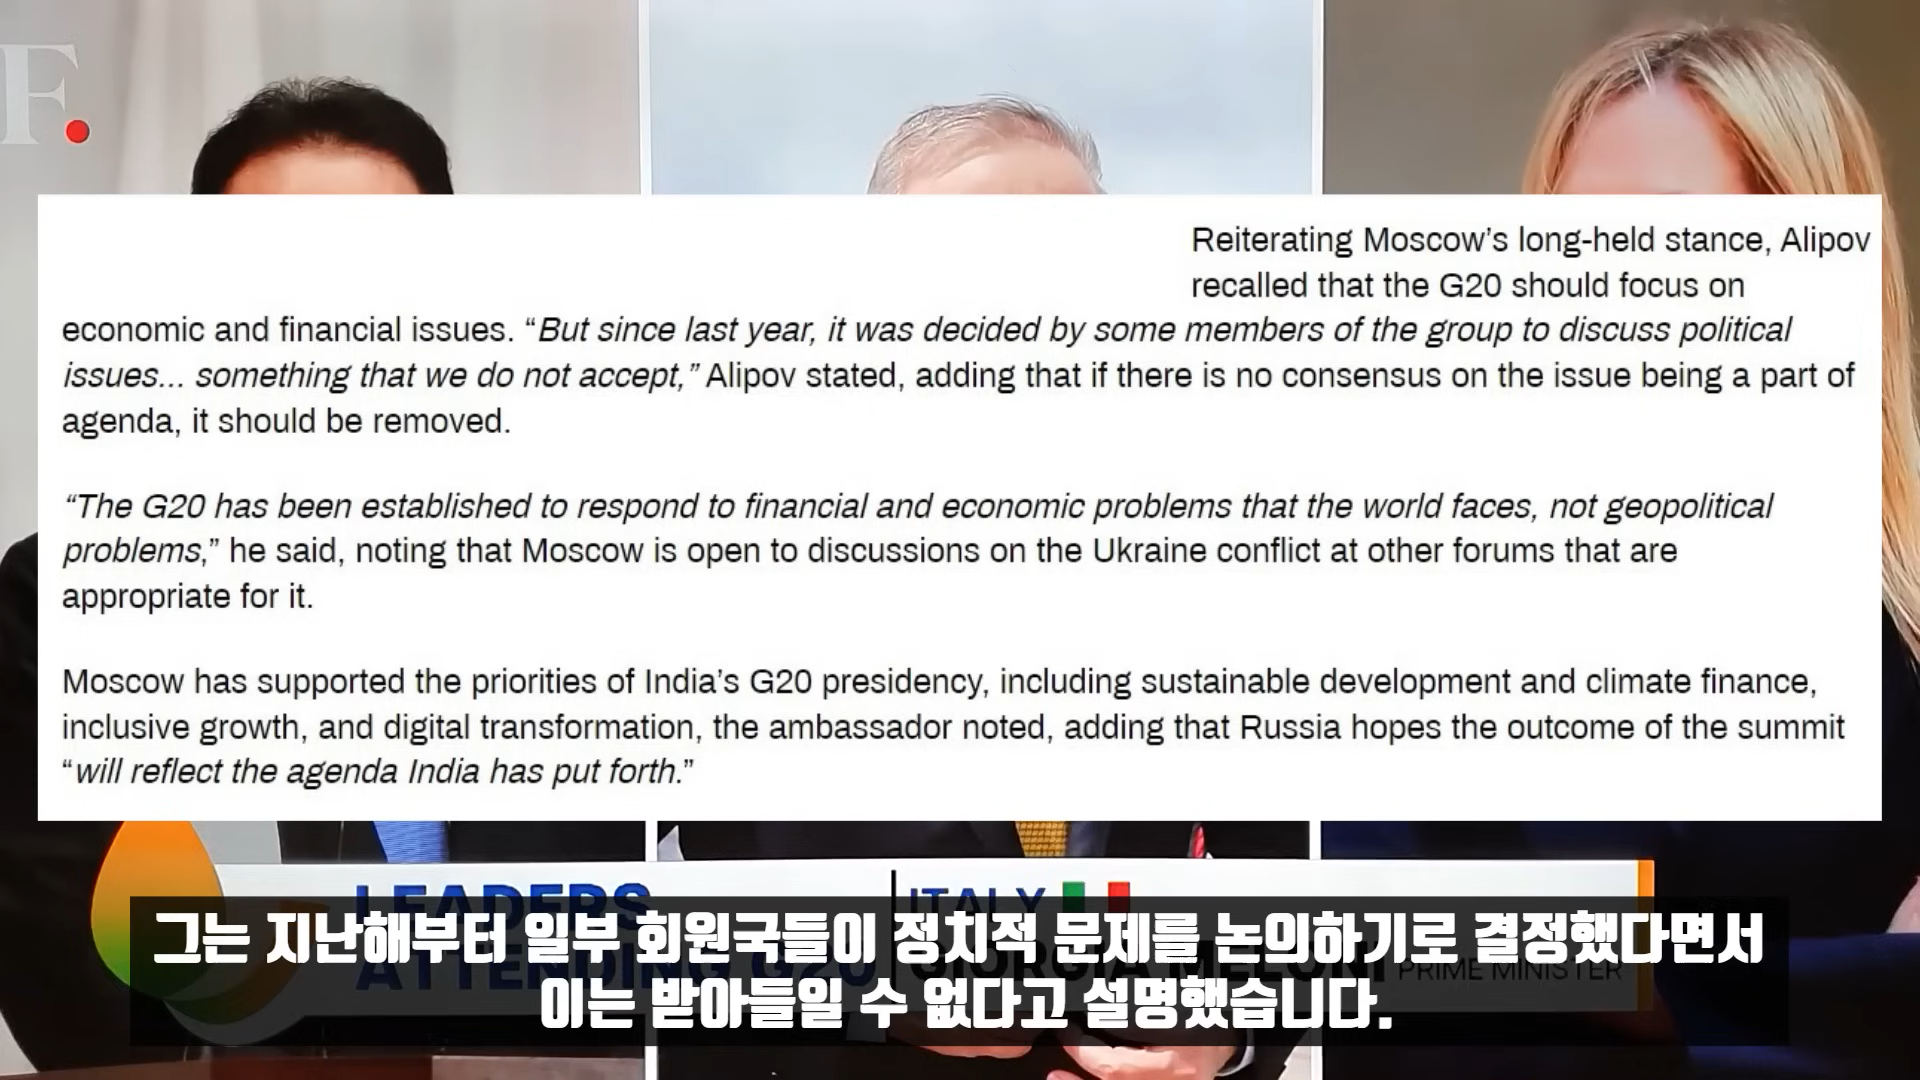 F.
Reiterating Moscow’s long-held stance, Alipov
recalled that the G20 should focus on
economic and financial issues. “But since last year, it was decided by some members of the group to discuss political
issues... something that we do not accept,” Alipov stated, adding that if there is no consensus on the issue being a part of
agenda, it should be removed.
“The G20 has been established to respond to financial and economic problems that the world faces, not geopolitical
problems,” he said, noting that Moscow is open to discussions on the Ukraine conflict at other forums that are
appropriate for it.
Moscow has supported the priorities of India’s G20 presidency, including sustainable development and climate finance,
inclusive growth, and digital transformation, the ambassador noted, adding that Russia hopes the outcome of the summit
“will reflect the agenda India has put forth.”
LEADERS
ATTENDING G20
ITALY
GIORGIA MELONI PRIME MINISTER
그는 지난해부터 일부 회원국들이 정치적 문제를 논의하기로 결정했다면서
이는 받아들일 수 없다고 설명했습니다.